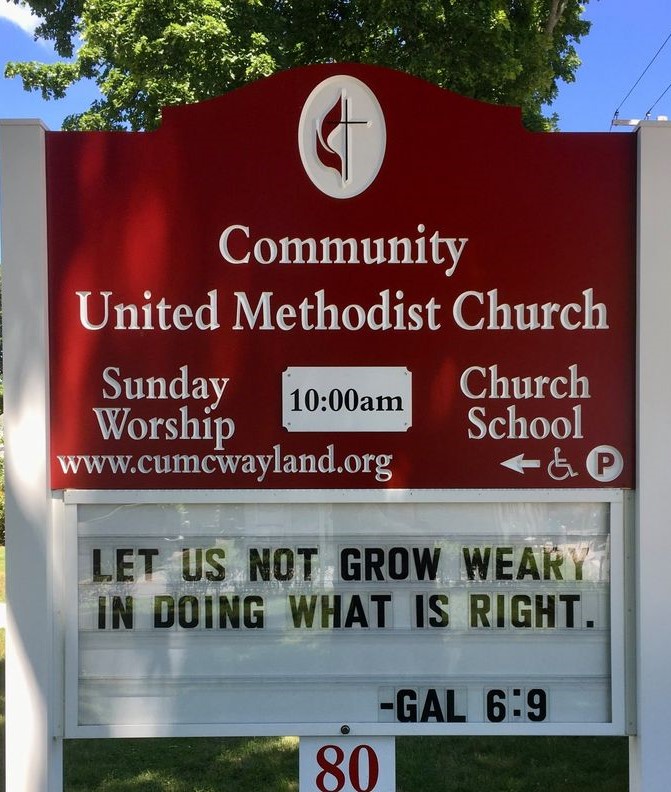 Community
United Methodist Church
Sunday
Worship
10:00am
Church
School
www.cumcwayland.org
P
LET US NOT GROW WEARY
IN DOING WHAT IS RIGHT.
-GAL 6:9
80